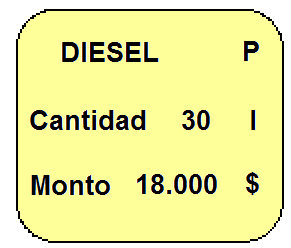 DIESEL P
Cantidad 30 l
Monto 18.000 $